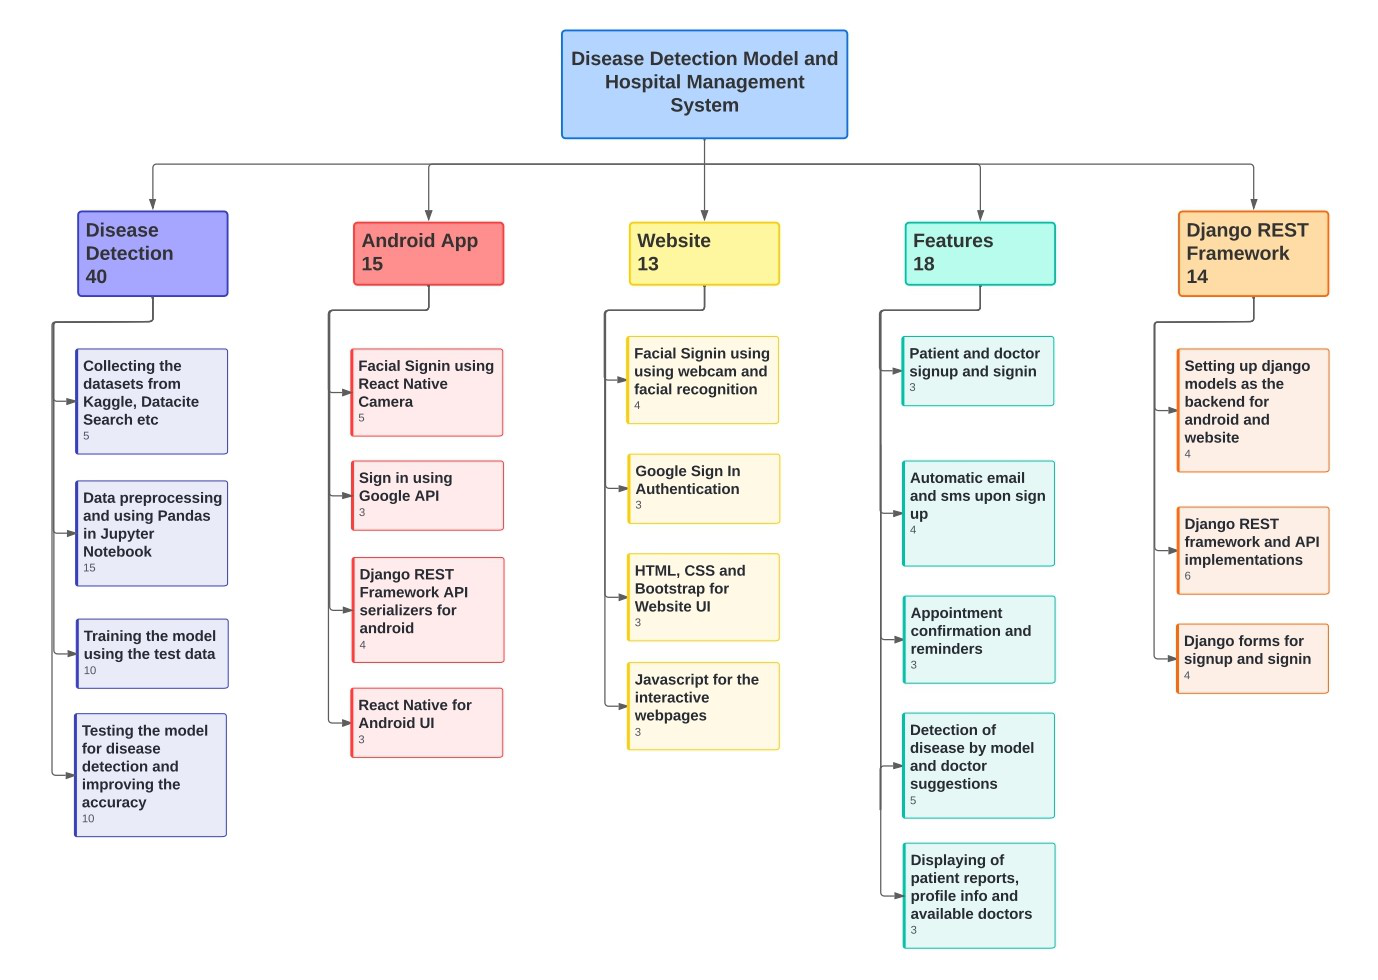 Disease Detection Model and
Hospital Management
System
Disease
Detection
40
Collecting the
datasets from
Kaggle, Datacite
Search etc
5
Data preprocessing
and using Pandas
in Jupyter
Notebook
15
Training the model
using the test data
10
Testing the model
for disease
detection and
improving the
accuracy
10
Android App
15
Facial Signin using
React Native
Camera
5
Sign in using
Google API
3
Django REST
Framework API
serializers for
android
4
React Native for
Android UI
3
Website
13
Facial Signin using
using webcam and
facial recognition
4
Google Sign In
Authentication
3
HTML, CSS and
Bootstrap for
Website UI
3
Javascript for the
interactive
webpages
3
Features
18
Patient and doctor
signup and signin
3
Automatic email
and sms upon sign
up
4
Appointment
confirmation and
reminders
3
Detection of
disease by model
and doctor
suggestions
5
Displaying of
patient reports,
profile info and
available doctors
3
Django REST
Framework
14
Setting up django
models as the
backend for
android and
website
4
Django REST
framework and API
implementations
6
Django forms for
signup and signin
4